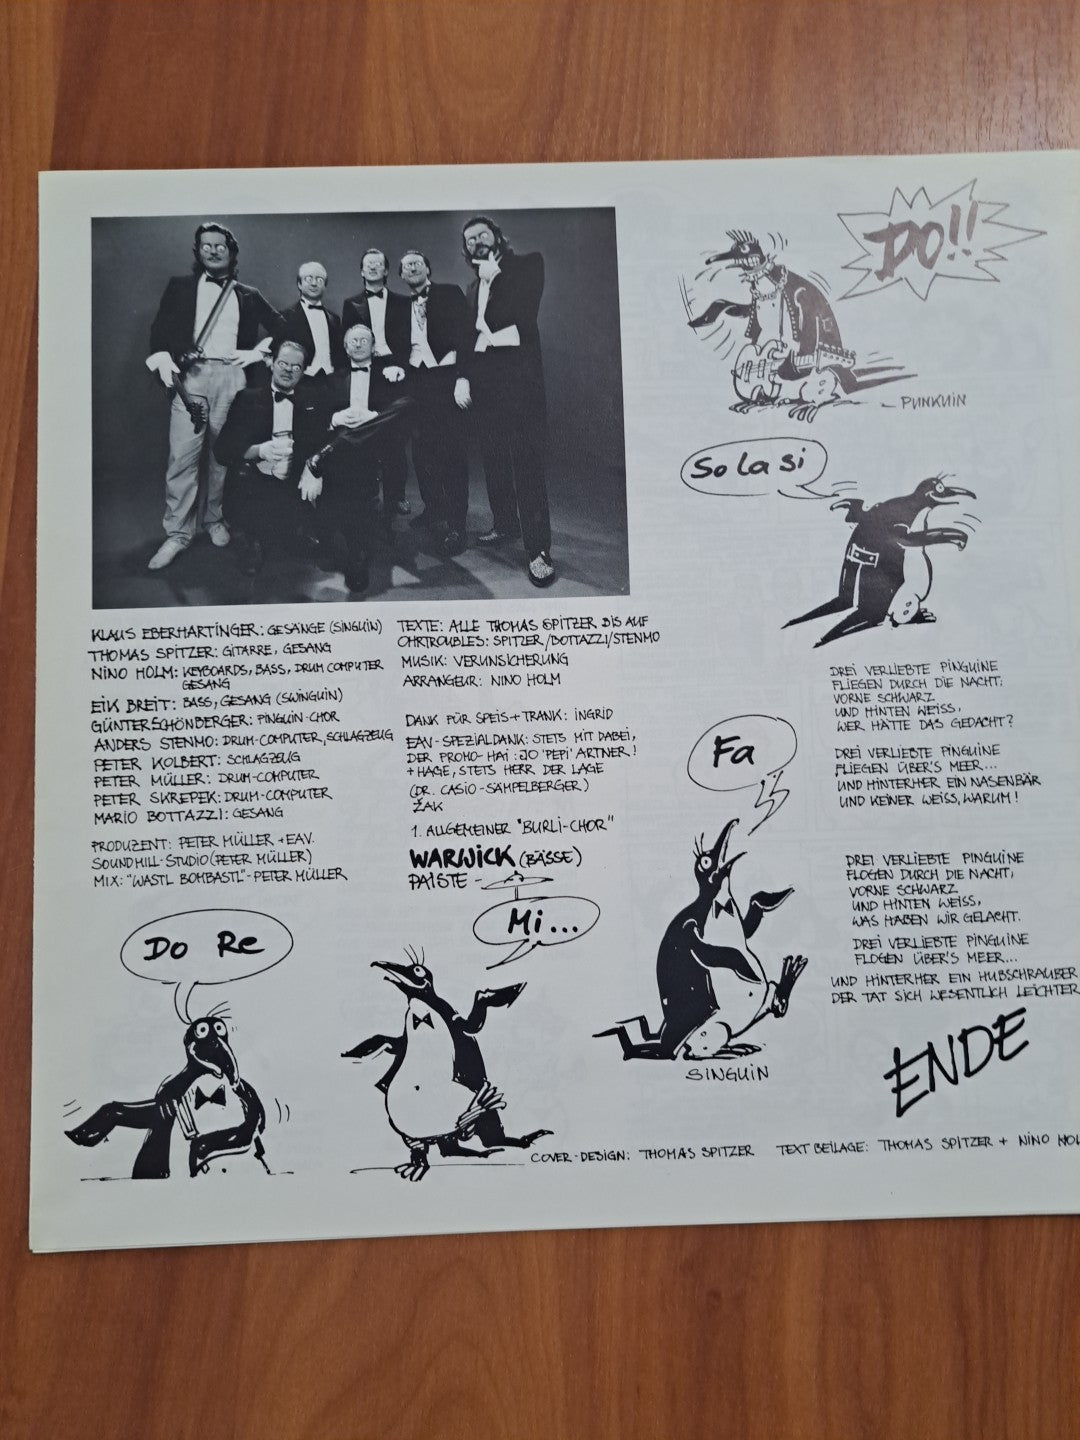 KLAUS EBERHARTINGER: GESÄNGE (SINGUIN)
THOMAS SPITZER: GITARRE, GESANG
NINO HOLM: KEYBOARDS, BASS, DRUM COMPUTER
GESANG
EIK BREIT: BASS, GESANG (SWINGUIN)
GÜNTER SCHÖNBERGER: PINGUIN-CHOR
ANDERS STENMO: DRUM-COMPUTER, SCHLAGZEUG
PETER KOLBERT: SCHLAGZEUG
PETER MÜLLER: DRUM-COMPUTER
PETER SKREPEK: DRUM-COMPUTER
MARIO BOTTAZZI: GESANG
PRODUZENT: PETER MÜLLER + EAV.
SOUNDMILL-STUDIO (PETER MÜLLER)
MIX: "WASTL BOMBASTL"- PETER MÜLLER
TEXTE: ALLE THOMAS SPITZER BIS AUF
OHRTROUBLES: SPITZER/BOTTAZZI/STENMO
MUSIK: VERUNSICHERUNG
ARRANGEUR: NINO HOLM
DANK FÜR SPEIS + TRANK: INGRID
EAV-SPEZIALDANK: STETS MIT DABEI,
DER PROMO-HAI: JO 'PEPI' ARTNER!
+ HAGE, STETS HERR DER LAGE
(DR. CASIO-SAMPELBERGER)
ŽAK
1. ALLGEMEINER "BURLI-CHOR"
WARWICK (BÄSSE)
PAISTE -
Do Re
Mi...
Fa
SINGUIN
So La si
DO!!
PUNKUIN
DREI VERLIEBTE PINGUINE
FLIEGEN DURCH DIE NACHT;
VORNE SCHWARZ
UND HINTEN WEISS,
WER HÄTTE DAS GEDACHT?
DREI VERLIEBTE PINGUINE
FLIEGEN ÜBER'S MEER...
UND HINTERHER EIN NASENBÄR
UND KEINER WEISS, WARUM!
DREI VERLIEBTE PINGUINE
FLOGEN DURCH DIE NACHT,
VORNE SCHWARZ
UND HINTEN WEISS,
WAS HABEN WIR GELACHT.
DREI VERLIEBTE PINGUINE
FLOGEN ÜBER'S MEER...
UND HINTERHER EIN HUBSCHRAUBER
DER TAT SICH WESENTLICH LEICHTER
ENDE
COVER-DESIGN: THOMAS SPITZER TEXT BEILAGE: THOMAS SPITZER + NINO HOL